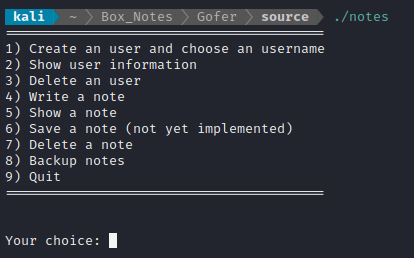 kali ~ Box_Notes Gofer source ./notes
========================================
1) Create an user and choose an username
2) Show user information
3) Delete an user
4) Write a note
5) Show a note
6) Save a note (not yet implemented)
7) Delete a note
8) Backup notes
9) Quit
========================================
Your choice: